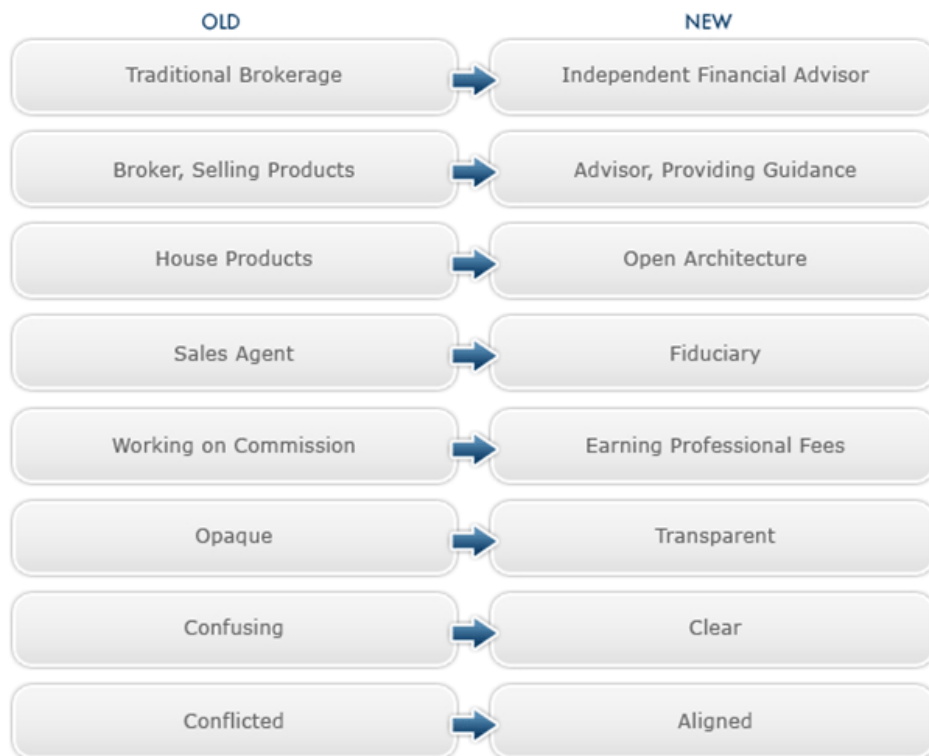 OLD NEW
Traditional Brokerage Independent Financial Advisor
Broker, Selling Products Advisor, Providing Guidance
House Products Open Architecture
Sales Agent Fiduciary
Working on Commission Earning Professional Fees
Opaque Transparent
Confusing Clear
Conflicted Aligned